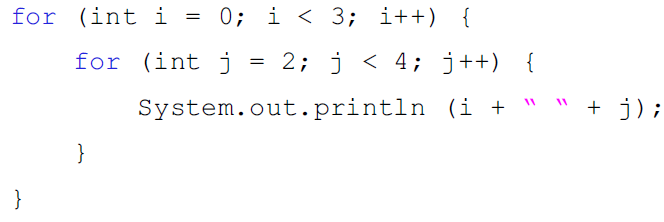 for (int i = 0; i < 3; i++) {
for (int j = 2; j < 4; j++) {
System.out.println (i + “ ” + j);
}
}